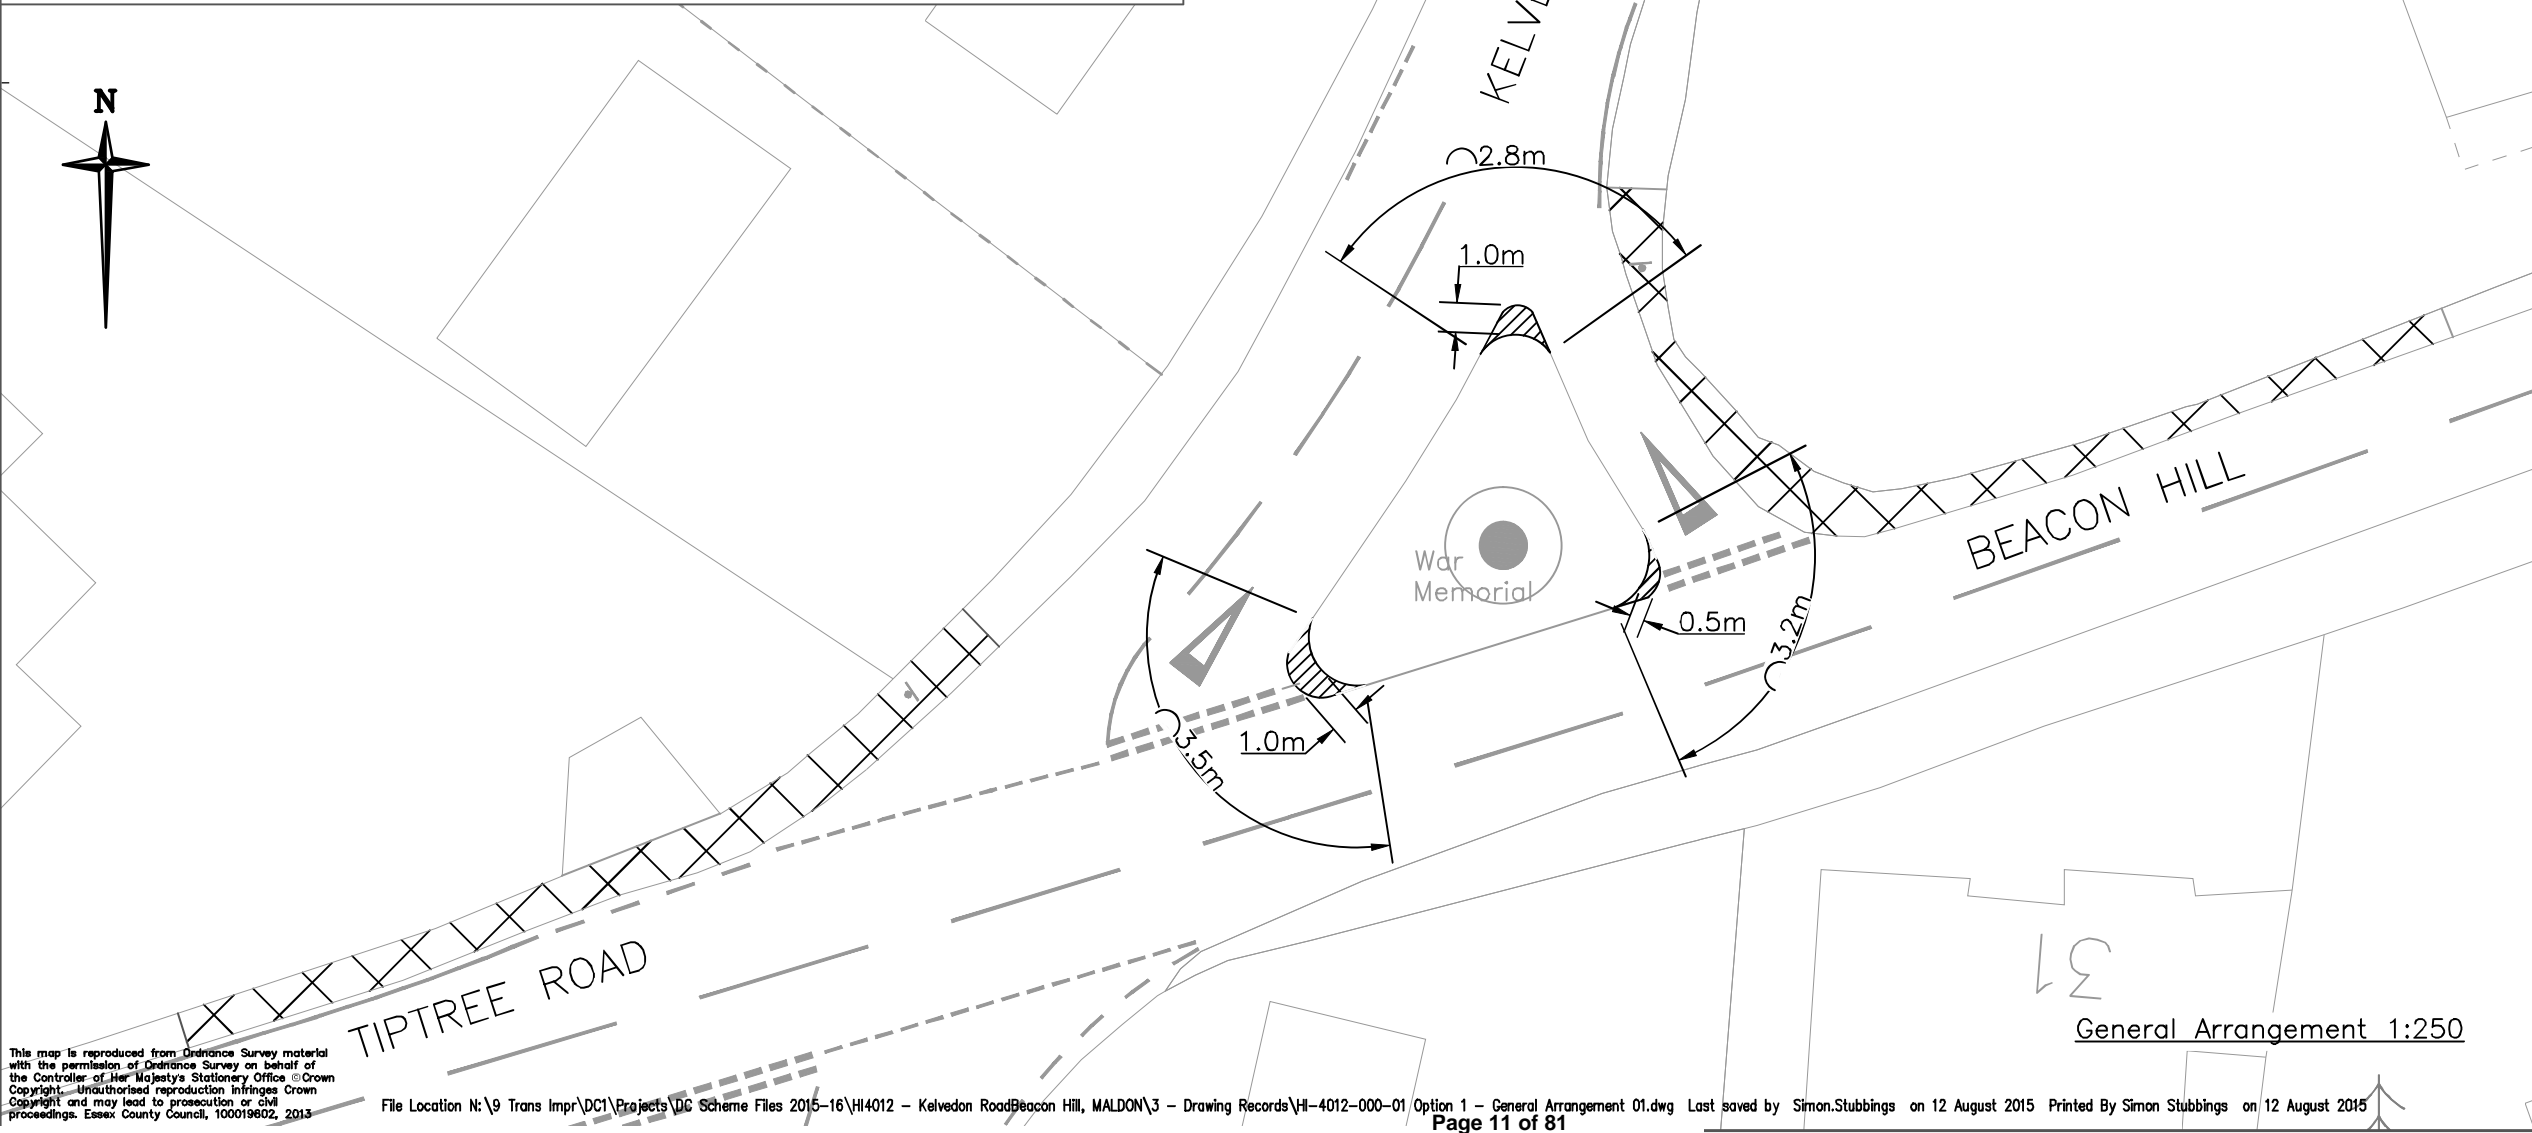 N
KELV
2.8m
1.0m
BEACON HILL
War
Memorial
0.5m
3.2m
1.0m
3.5m
TIPTREE ROAD
31
General Arrangement 1:250
This map is reproduced from Ordnance Survey material
with the permission of Ordnance Survey on behalf of
the Controller of Her Majesty's Stationery Office © Crown
Copyright. Unauthorised reproduction infringes Crown
Copyright and may lead to prosecution or civil
proceedings. Essex County Council, 100019602, 2013
File Location N:\9 Trans Impr\DC1\Projects\DC Scheme Files 2015-16\HI4012 - Kelvedon RoadBeacon Hill, MALDON\3 - Drawing Records\HI-4012-000-01 Option 1 - General Arrangement 01.dwg Last saved by Simon.Stubbings on 12 August 2015 Printed By Simon Stubbings on 12 August 2015
Page 11 of 81